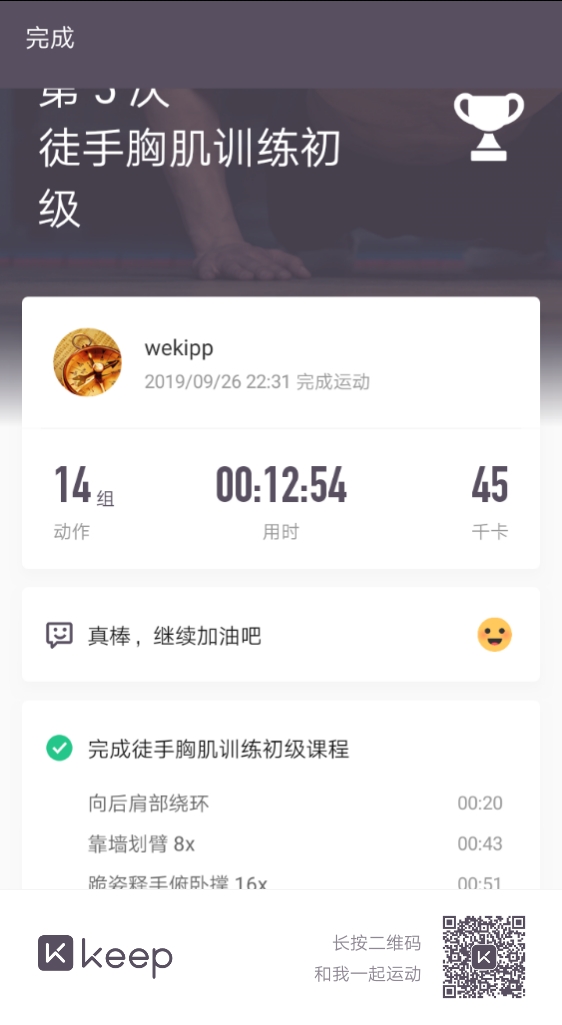 完成
第 5 次
徒手胸肌训练初
级
wekipp
2019/09/26 22:31 完成运动
14 组
00:12:54
45
动作
用时
千卡
真棒，继续加油吧
完成徒手胸肌训练初级课程
向后肩部绕环 00:20
靠墙划臂 8x 00:43
跪姿释手俯卧撑 16x 00:51
keep
长按二维码
和我一起运动